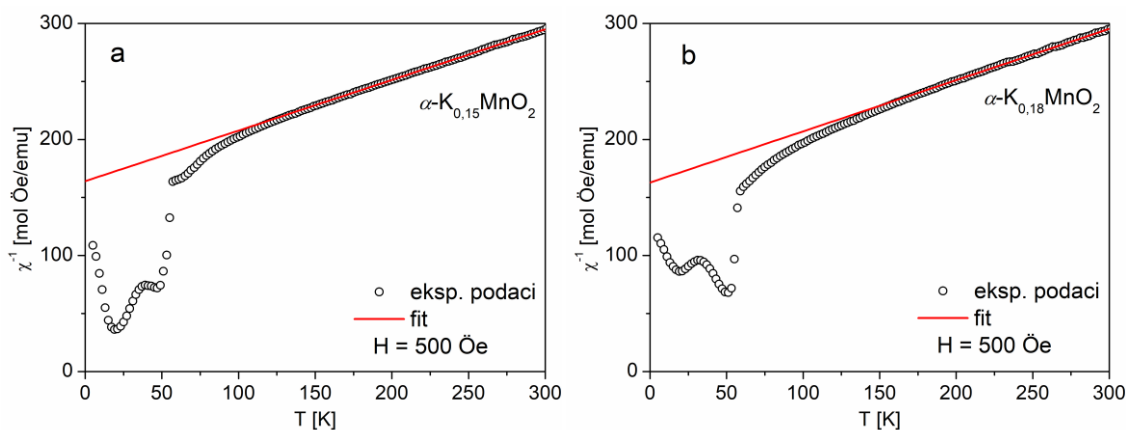 a
α-K0,15MnO2
χ-1 [mol Öe/emu]
300
200
100
0
eksp. podaci
fit
H = 500 Öe
0 50 100 150 200 250 300
T [K]
b
α-K0,18MnO2
χ-1 [mol Öe/emu]
300
200
100
0
eksp. podaci
fit
H = 500 Öe
0 50 100 150 200 250 300
T [K]